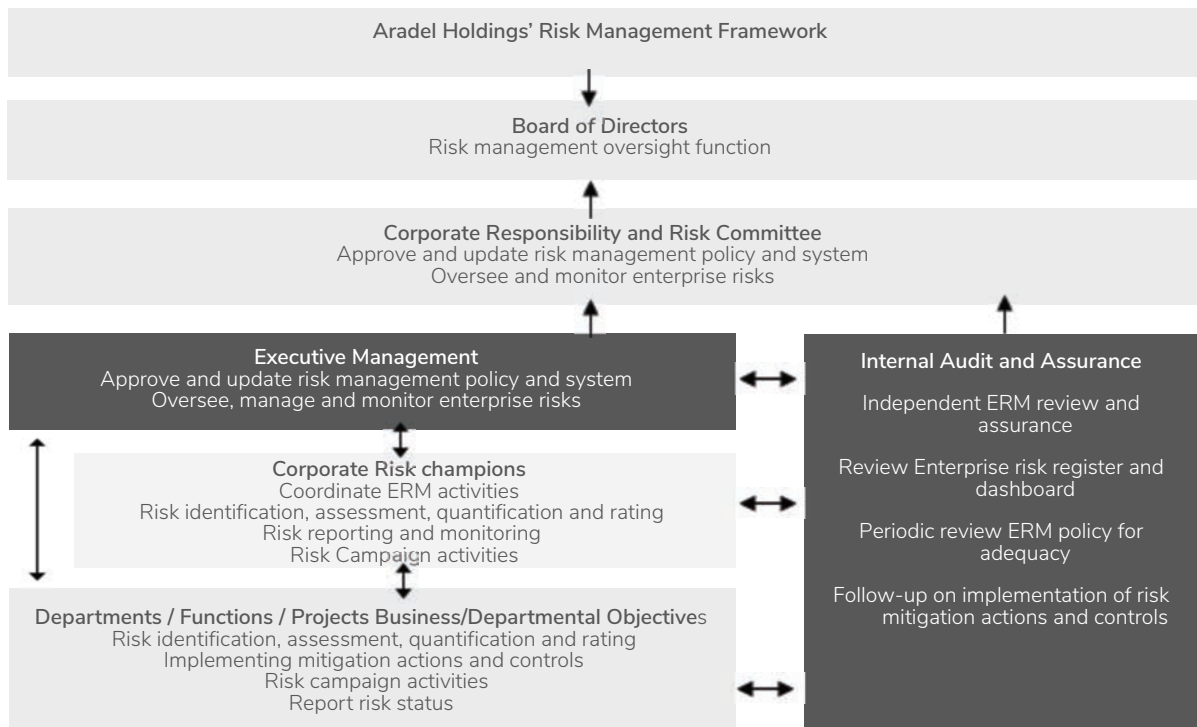 Aradel Holdings’ Risk Management Framework
Board of Directors
Risk management oversight function
Corporate Responsibility and Risk Committee
Approve and update risk management policy and system
Oversee and monitor enterprise risks
Executive Management
Approve and update risk management policy and system
Oversee, manage and monitor enterprise risks
Corporate Risk champions
Coordinate ERM activities
Risk identification, assessment, quantification and rating
Risk reporting and monitoring
Risk Campaign activities
Departments / Functions / Projects Business/Departmental Objectives
Risk identification, assessment, quantification and rating
Implementing mitigation actions and controls
Risk campaign activities
Report risk status
Internal Audit and Assurance
Independent ERM review and
assurance
Review Enterprise risk register and
dashboard
Periodic review ERM policy for
adequacy
Follow-up on implementation of risk
mitigation actions and controls